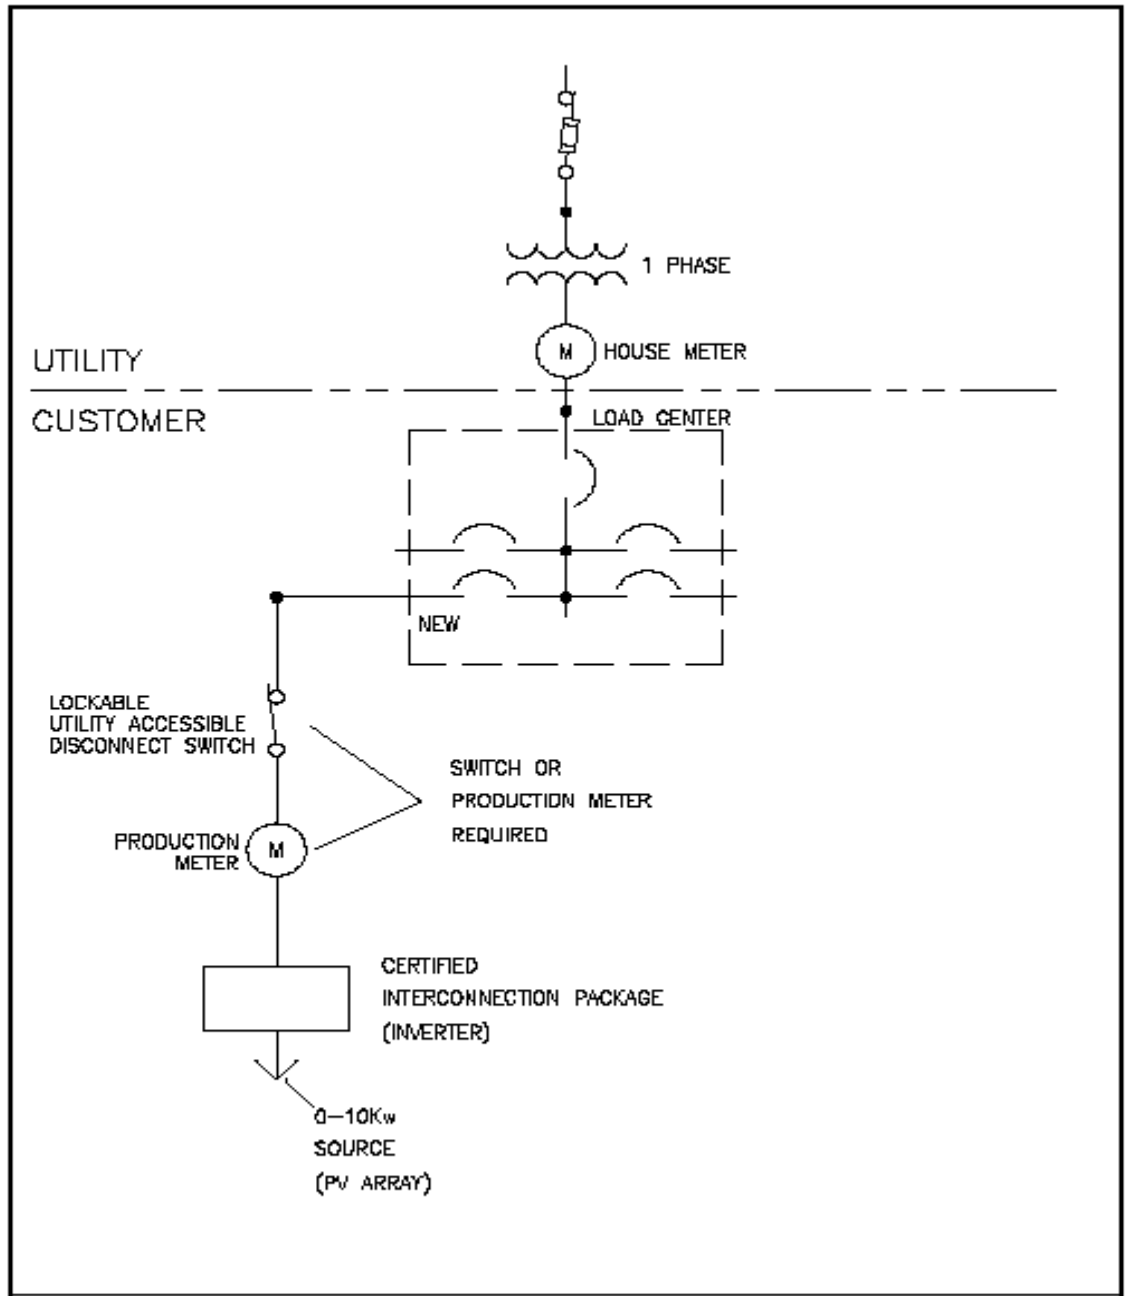 1 PHASE
M
HOUSE METER
UTILITY
CUSTOMER
LOAD CENTER
NEW
LOCKABLE
UTILITY ACCESSIBLE
DISCONNECT SWITCH
SWITCH OR
PRODUCTION METER
REQUIRED
PRODUCTION
METER
M
CERTIFIED
INTERCONNECTION PACKAGE
(INVERTER)
0-10Kw
SOURCE
(PV ARRAY)